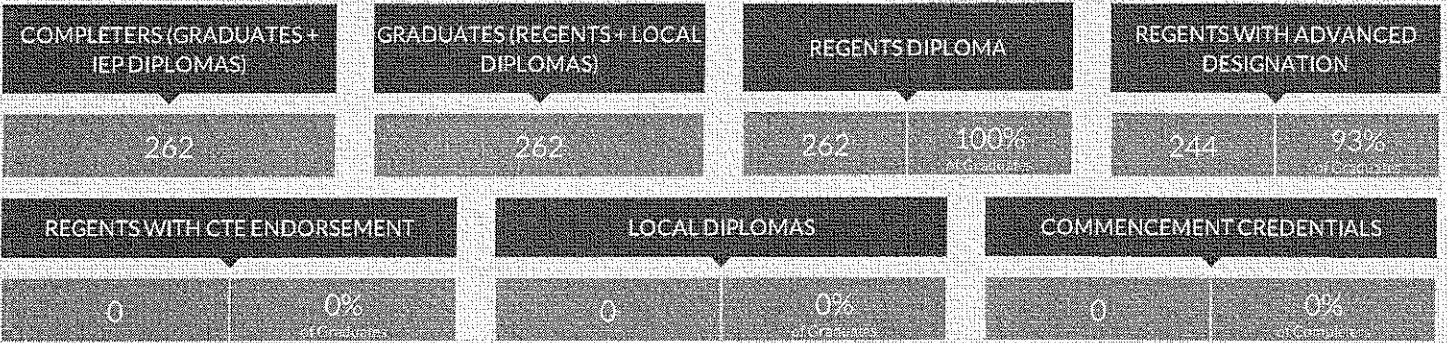 COMPLETERS (GRADUATES +
IEP DIPLOMAS)
262
GRADUATES (REGENTS + LOCAL
DIPLOMAS)
262
REGENTS DIPLOMA
262
100%
of Graduates
REGENTS WITH ADVANCED
DESIGNATION
244
93%
of Graduates
REGENTS WITH CTE ENDORSEMENT
0
0%
of Graduates
LOCAL DIPLOMAS
0
0%
of Graduates
COMMENCEMENT CREDENTIALS
0
0%
of Completers